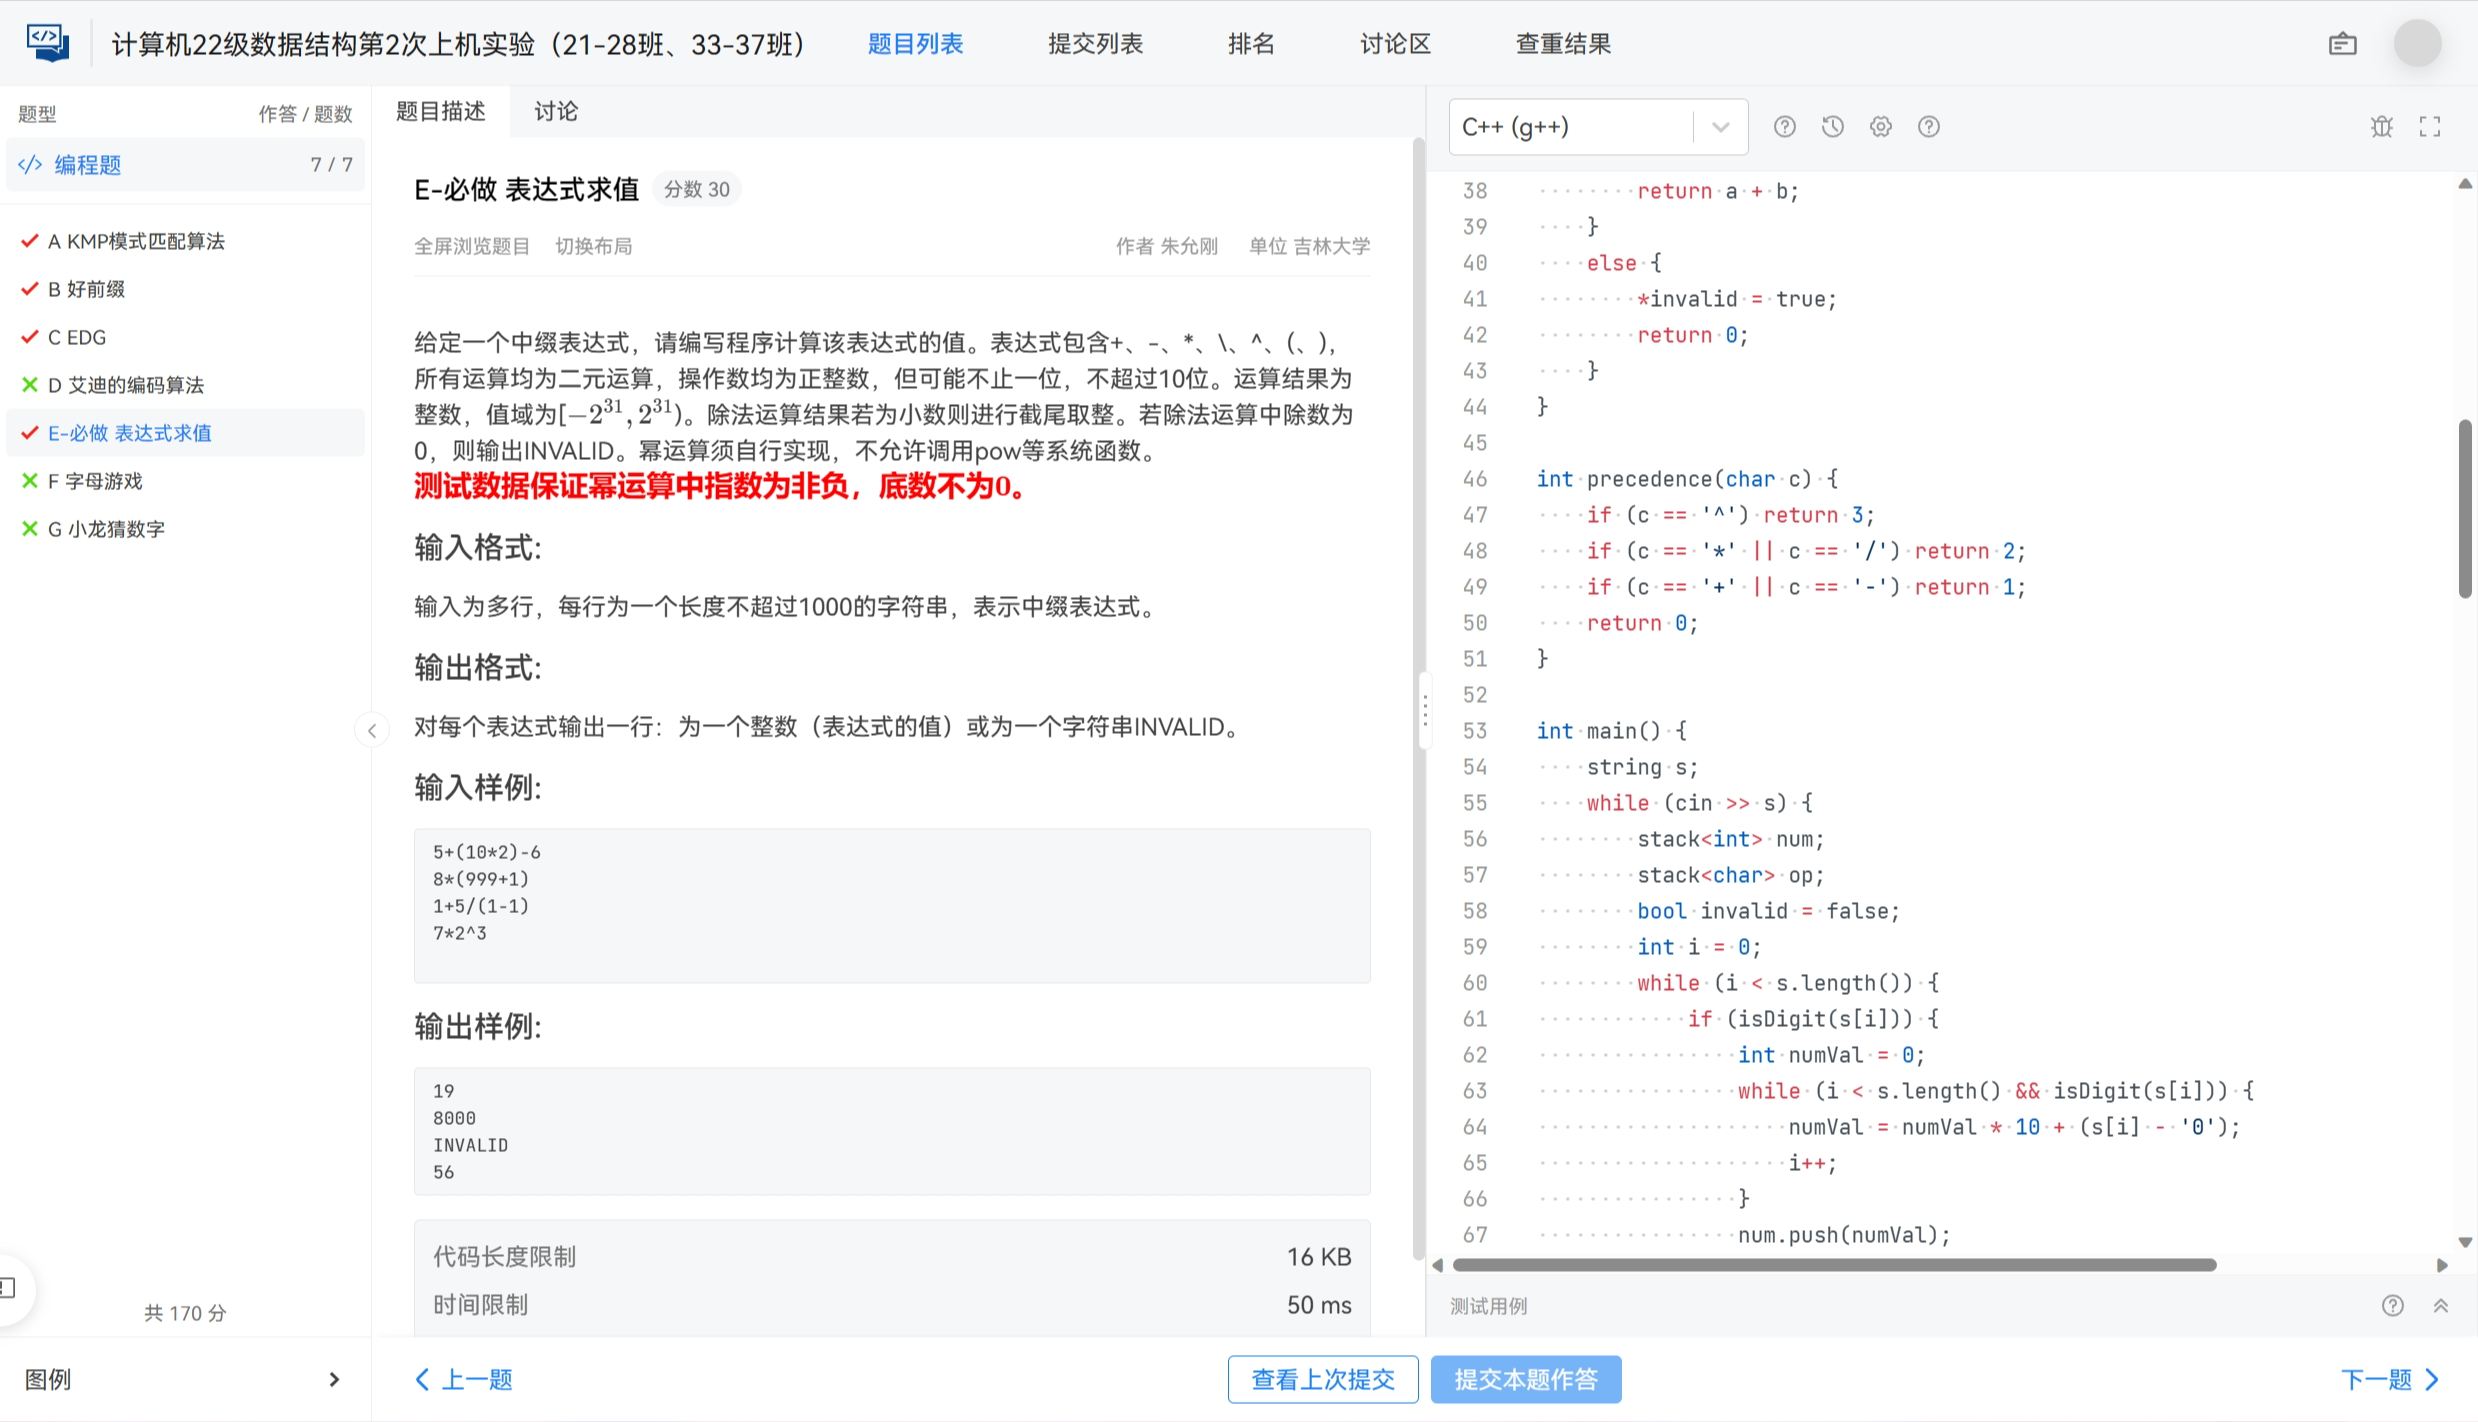 计算机22级数据结构第2次上机实验（21-28班、33-37班）
题目列表
提交列表
排名
讨论区
查重结果
题型
作答 / 题数
编程题
7 / 7
A KMP模式匹配算法
B 好前缀
C EDG
D 艾迪的编码算法
E-必做 表达式求值
F 字母游戏
G 小龙猜数字
共 170 分
图例
题目描述
讨论
E-必做 表达式求值
分数 30
全屏浏览题目
切换布局
作者 朱允刚
单位 吉林大学
给定一个中缀表达式，请编写程序计算该表达式的值。表达式包含+、-、*、\、^、(、)，
所有运算均为二元运算，操作数均为正整数，但可能不止一位，不超过10位。运算结果为
整数，值域为[−2^31, 2^31)。除法运算结果若为小数则进行截尾取整。若除法运算中除数为
0，则输出INVALID。幂运算须自行实现，不允许调用pow等系统函数。
测试数据保证幂运算中指数为非负，底数不为0。
输入格式:
输入为多行，每行为一个长度不超过1000的字符串，表示中缀表达式。
输出格式:
对每个表达式输出一行：为一个整数（表达式的值）或为一个字符串INVALID。
输入样例:
5+(10*2)-6
8*(999+1)
1+5/(1-1)
7*2^3
输出样例:
19
8000
INVALID
56
代码长度限制
16 KB
时间限制
50 ms
上一题
查看上次提交
提交本题作答
下一题
C++ (g++)
38         return a + b;
39     }
40     else {
41         *invalid = true;
42         return 0;
43     }
44 }
45
46 int precedence(char c) {
47     if (c == '^') return 3;
48     if (c == '*' || c == '/') return 2;
49     if (c == '+' || c == '-') return 1;
50     return 0;
51 }
52
53 int main() {
54     string s;
55     while (cin >> s) {
56         stack<int> num;
57         stack<char> op;
58         bool invalid = false;
59         int i = 0;
60         while (i < s.length()) {
61             if (isDigit(s[i])) {
62                 int numVal = 0;
63                 while (i < s.length() && isDigit(s[i])) {
64                     numVal = numVal * 10 + (s[i] - '0');
65                     i++;
66                 }
67                 num.push(numVal);
测试用例